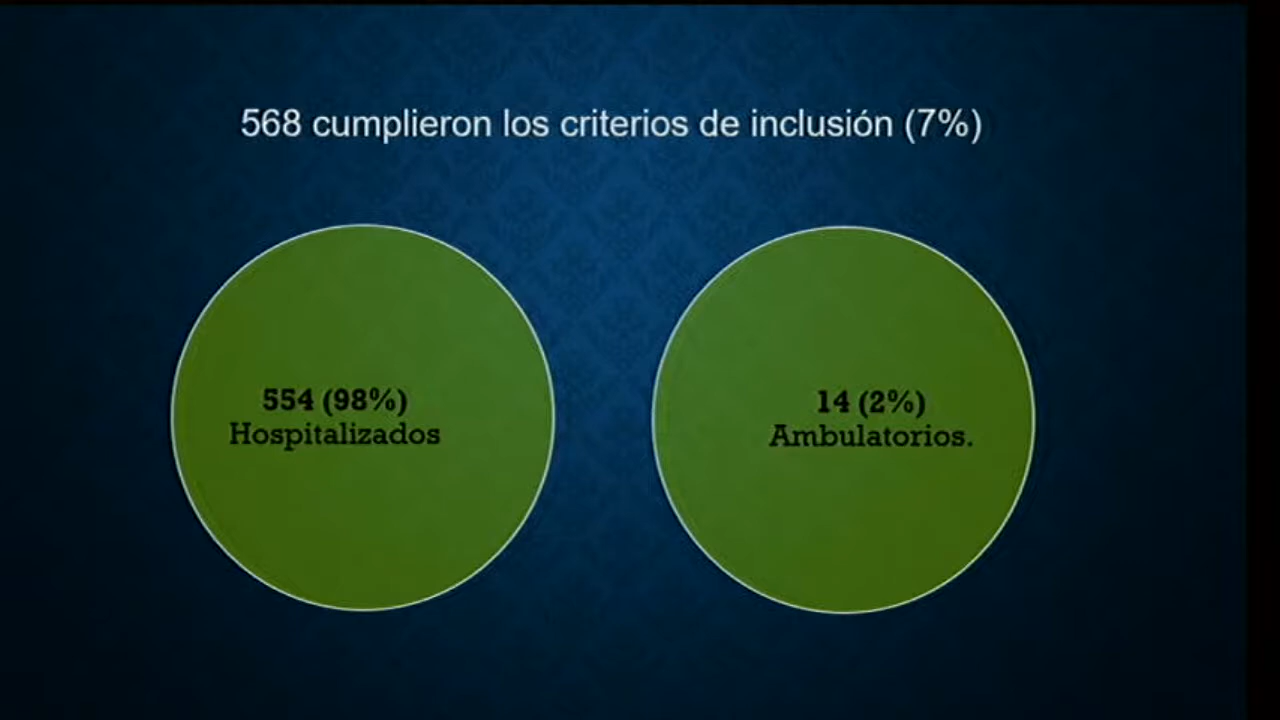 568 cumplieron los criterios de inclusión (7%)
554 (98%)
Hospitalizados
14 (2%)
Ambulatorios.